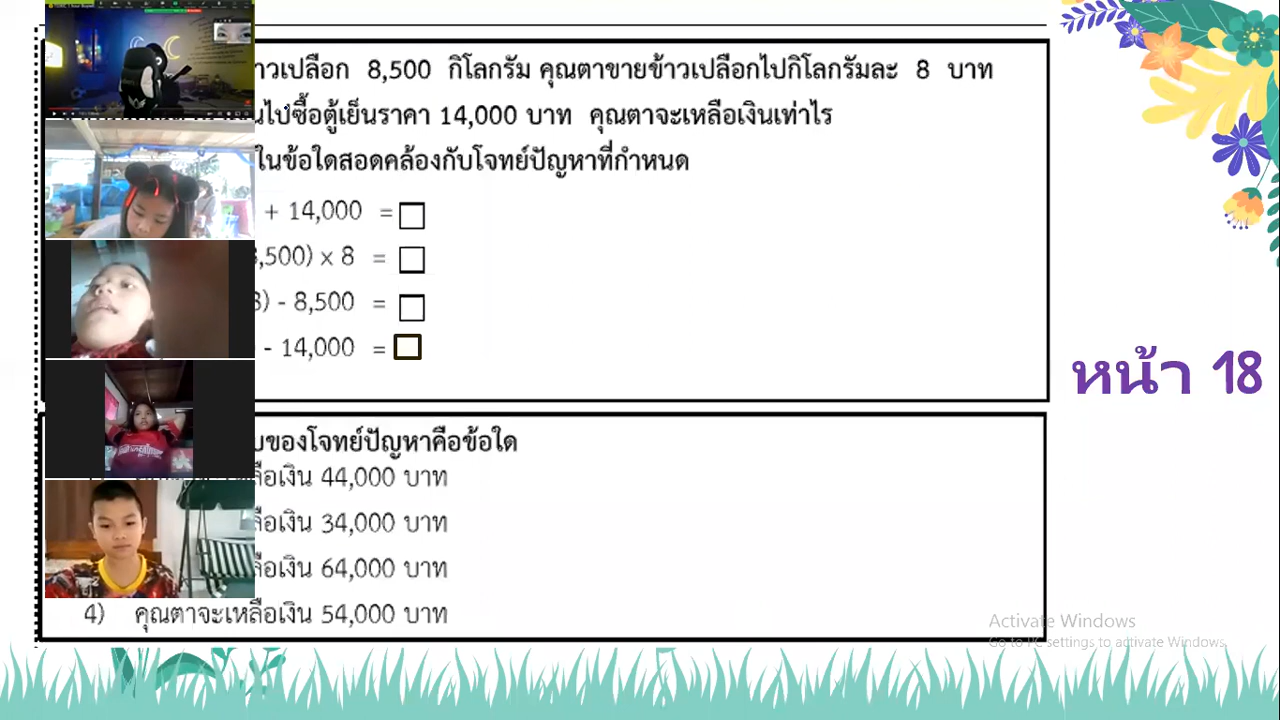 าวเปลือก 8,500 กิโลกรัม คุณตาขายข้าวเปลือกไปกิโลกรัมละ 8 บาท
นไปซื้อตู้เย็นราคา 14,000 บาท คุณตาจะเหลือเงินเท่าไร
ในข้อใดสอดคล้องกับโจทย์ปัญหาที่กำหนด
+ 14,000 = □
,500) x 8 = □
) - 8,500 = □
- 14,000 = □
หน้า 18
ของโจทย์ปัญหาคือข้อใด
ลือเงิน 44,000 บาท
ลือเงิน 34,000 บาท
ลือเงิน 64,000 บาท
4) คุณตาจะเหลือเงิน 54,000 บาท
Activate Windows
Go to PC settings to activate Windows.